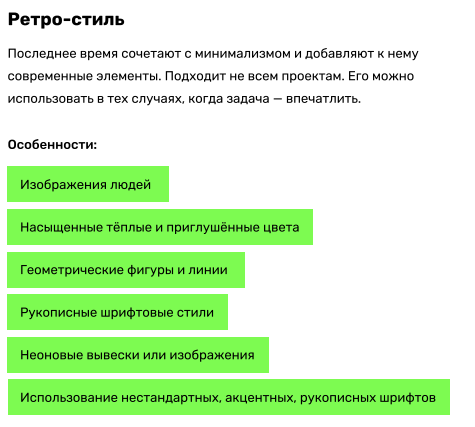 Ретро-стиль
Последнее время сочетают с минимализмом и добавляют к нему
современные элементы. Подходит не всем проектам. Его можно
использовать в тех случаях, когда задача — впечатлить.
Особенности:
Изображения людей
Насыщенные тёплые и приглушённые цвета
Геометрические фигуры и линии
Рукописные шрифтовые стили
Неоновые вывески или изображения
Использование нестандартных, акцентных, рукописных шрифтов